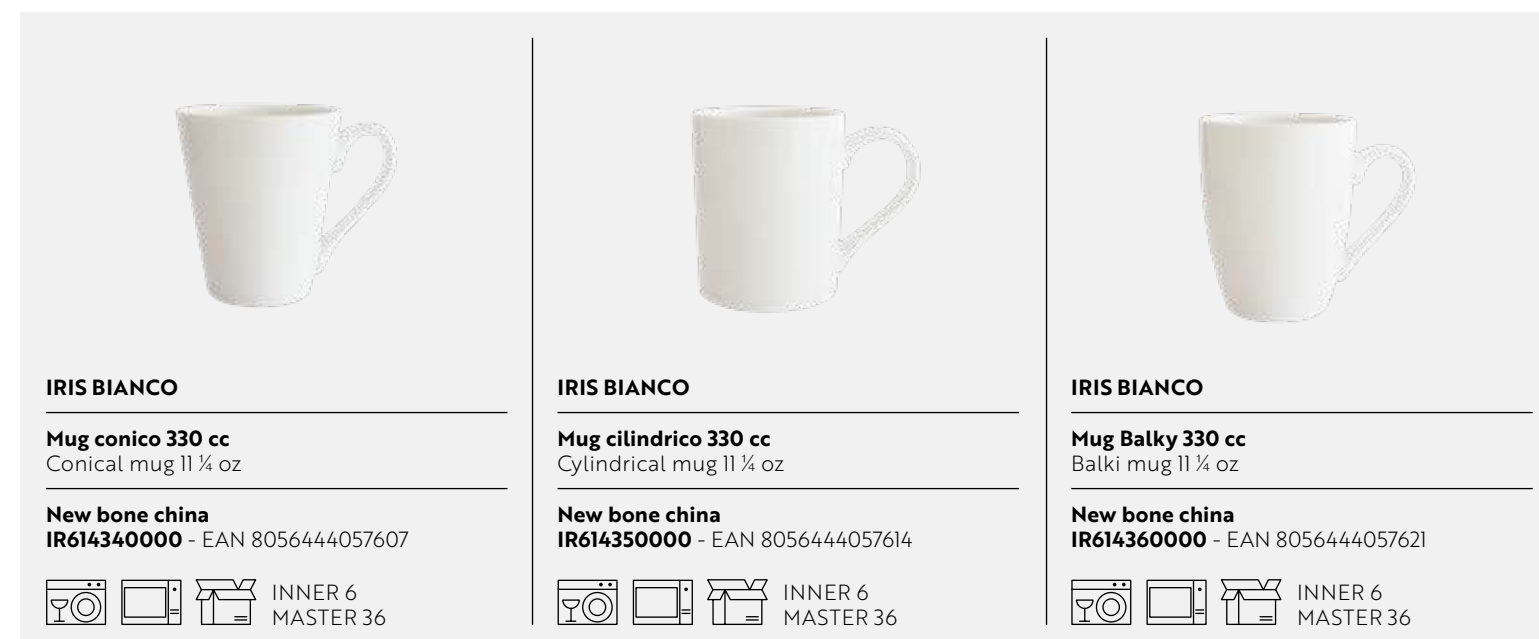 IRIS BIANCO
Mug conico 330 cc
Conical mug 11 ¼ oz
New bone china
IR614340000 - EAN 8056444057607
INNER 6
MASTER 36
IRIS BIANCO
Mug cilindrico 330 cc
Cylindrical mug 11 ¼ oz
New bone china
IR614350000 - EAN 8056444057614
INNER 6
MASTER 36
IRIS BIANCO
Mug Balky 330 cc
Balki mug 11 ¼ oz
New bone china
IR614360000 - EAN 8056444057621
INNER 6
MASTER 36